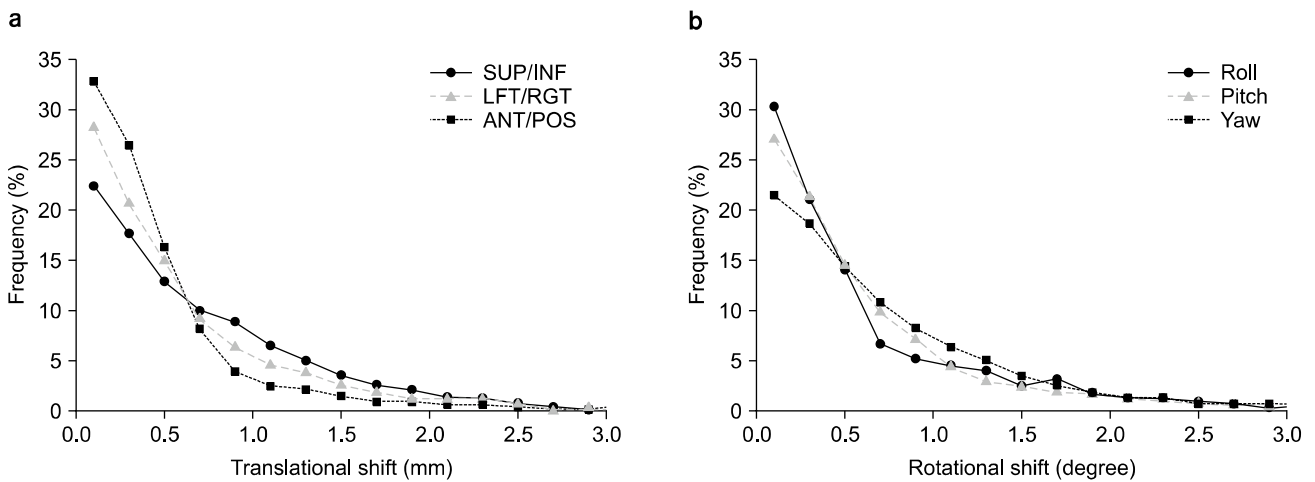 a
35
30
25
20
15
10
5
0
Frequency (%)
SUP/INF
LFT/RGT
ANT/POS
0.0 0.5 1.0 1.5 2.0 2.5 3.0
Translational shift (mm)
b
35
30
25
20
15
10
5
0
Frequency (%)
Roll
Pitch
Yaw
0.0 0.5 1.0 1.5 2.0 2.5 3.0
Rotational shift (degree)